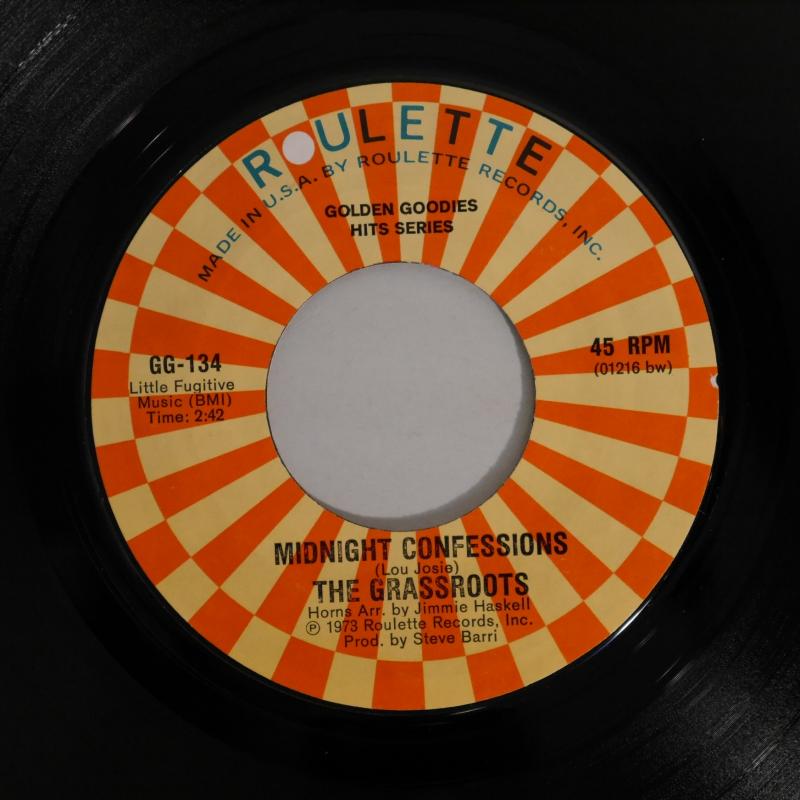 ROULETTE
MADE IN U.S.A. BY ROULETTE RECORDS, INC.
GOLDEN GOODIES
HITS SERIES
GG-134
Little Fugitive
Music (BMI)
Time: 2:42
45 RPM
(01216 bw)
MIDNIGHT CONFESSIONS
(Lou Josie)
THE GRASSROOTS
Horns Arr. by Jimmie Haskell
℗ 1973 Roulette Records, Inc.
Prod. by Steve Barri